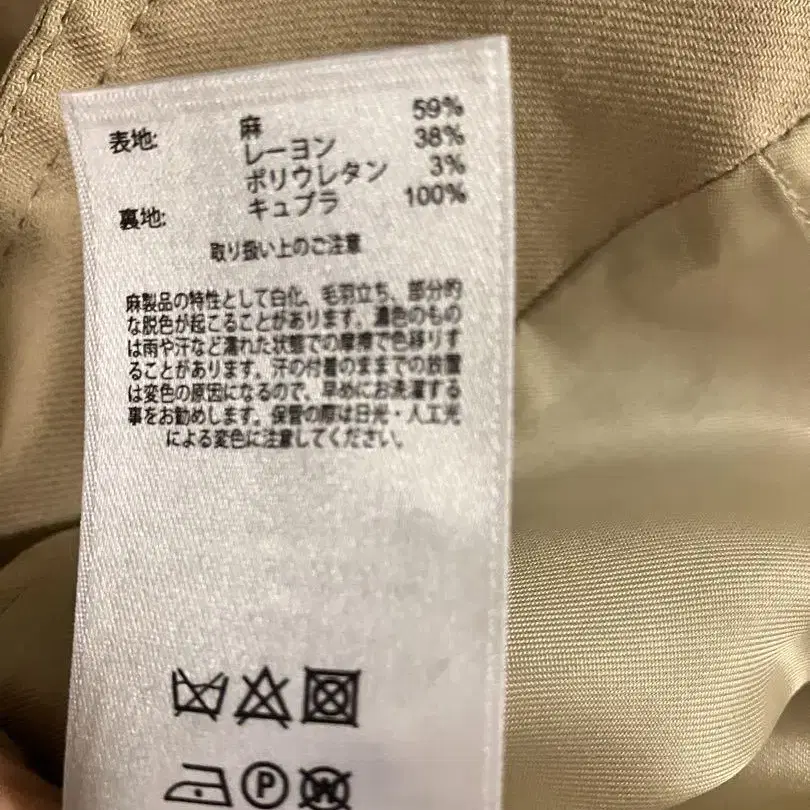 表地: 麻 59%
レーヨン 38%
ポリウレタン 3%
裏地: キュプラ 100%
取り扱い上のご注意
麻製品の特性として白化、毛羽立ち、部分的
な脱色が起こることがあります。濃色のもの
は雨や汗など濡れた状態での摩擦で色移りす
ることがあります。汗の付着のままでの放置
は変色の原因になるので、早めにお洗濯する
事をお勧めします。保管の際は日光・人工光
による変色に注意してください。
P W